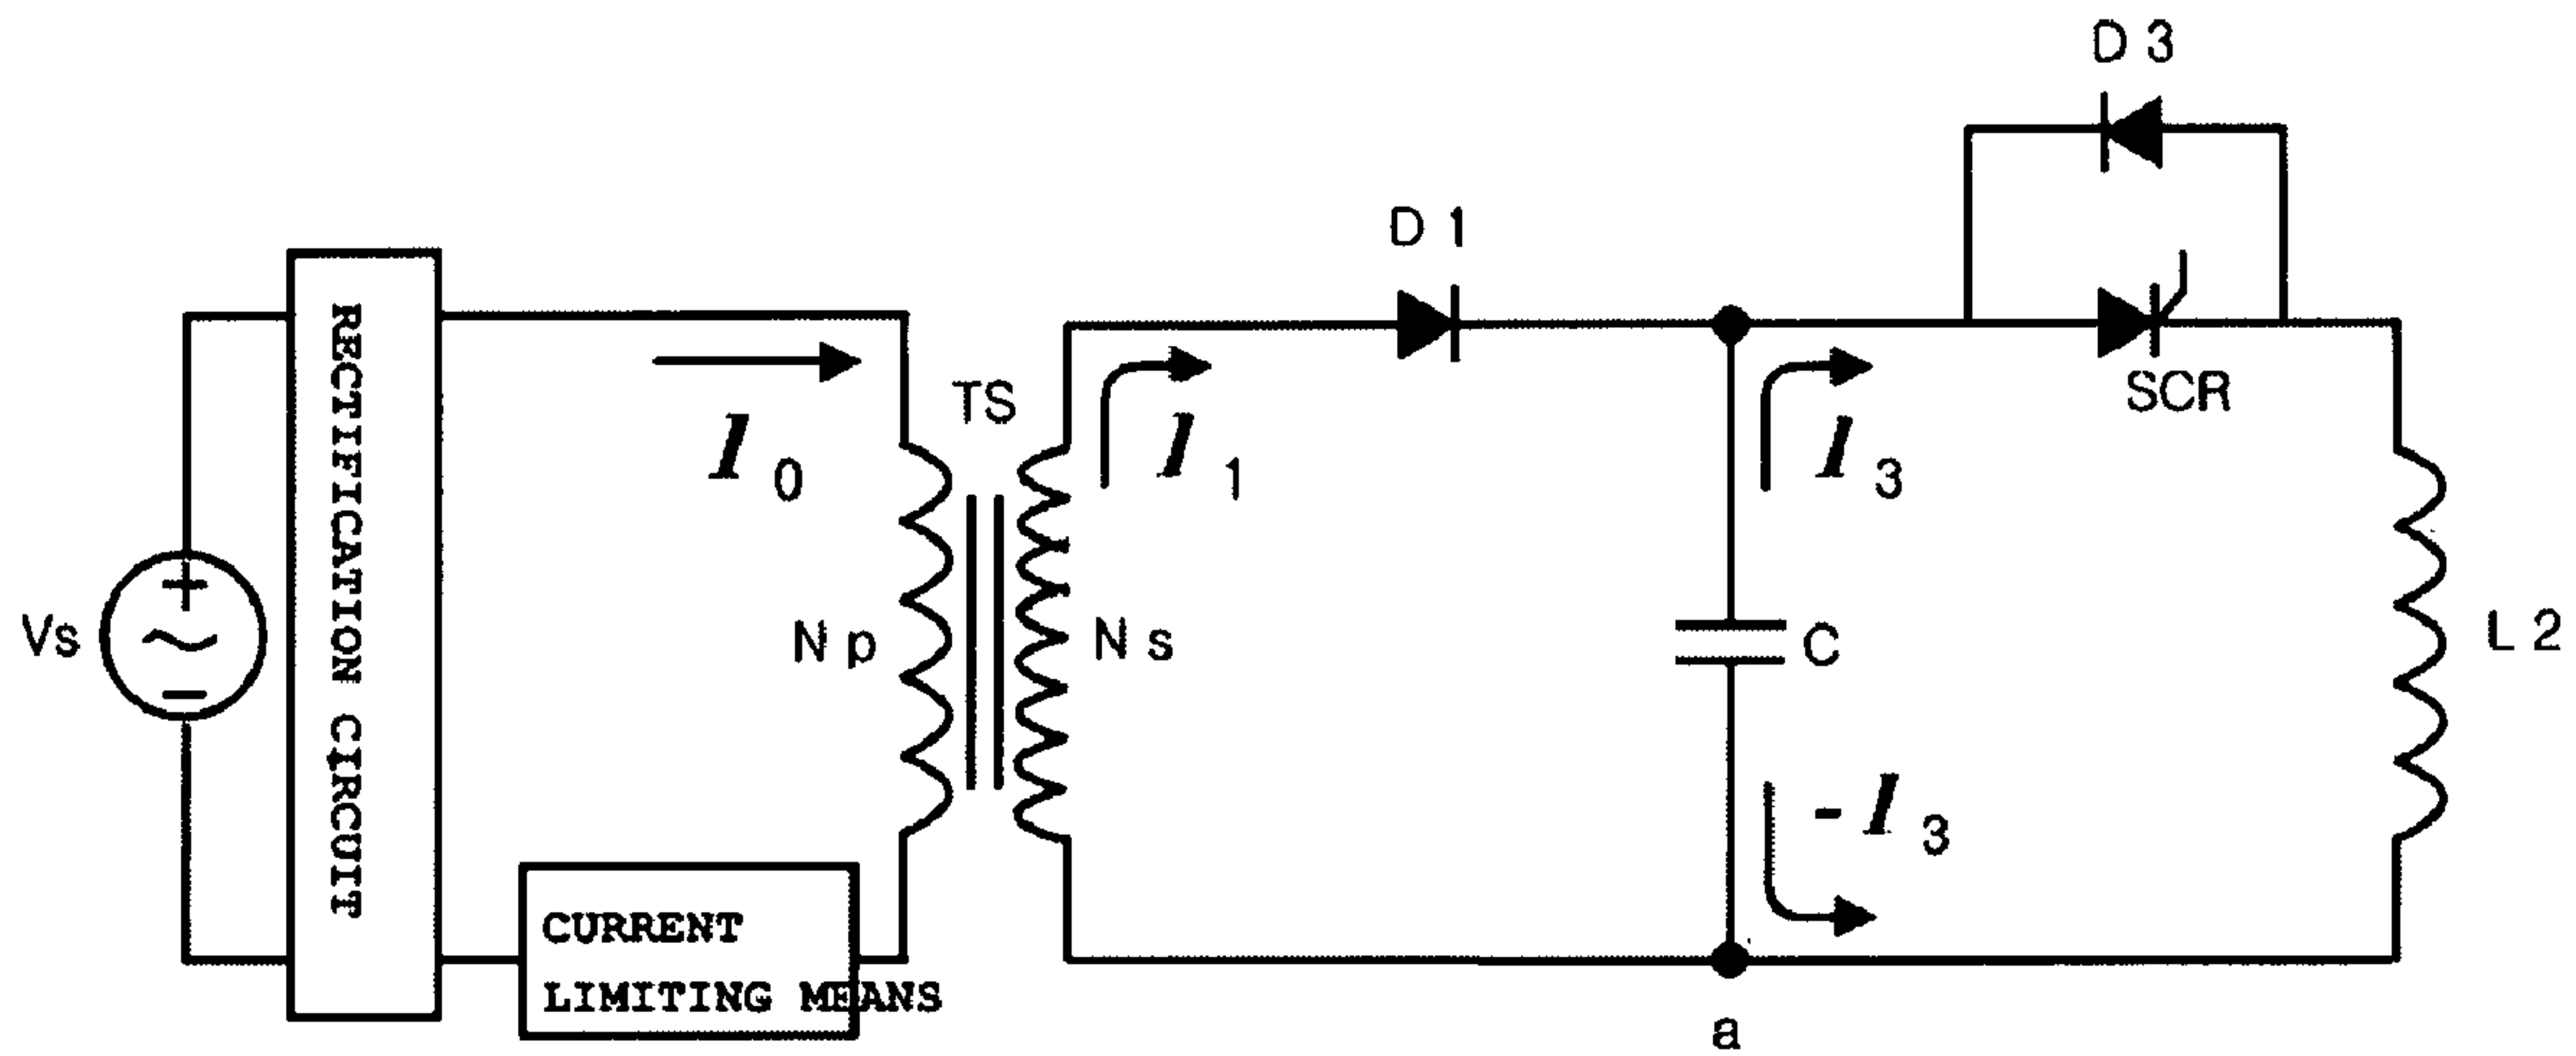 D 3
D 1
SCR
TS
I 0
I 1
I 3
Vs
+
~
−
RECTIFICATION CIRCUIT
N p
N s
C
L 2
- I 3
CURRENT
LIMITING MEANS
a